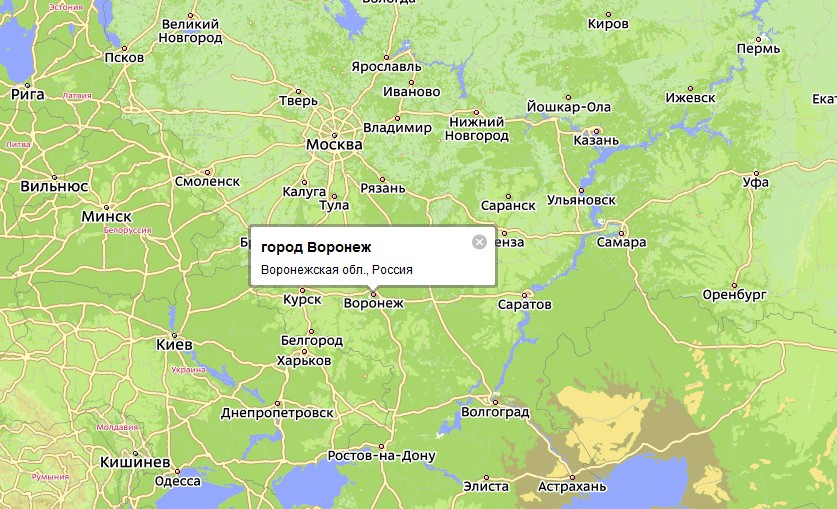 Эстония
Великий
Новгород
Вологда
Киров
Пермь
Псков
Ярославль
Рига
Латвия
Тверь
Иваново
Йошкар-Ола
Ижевск
Владимир
Нижний
Новгород
Москва
Казань
Литва
Вильнюс
Смоленск
Калуга
Рязань
Тула
Саранск
Ульяновск
Уфа
Минск
Белоруссия
Самара
город Воронеж
Воронежская обл., Россия
Курск
Воронеж
Саратов
Оренбург
Киев
Белгород
Харьков
Украина
Днепропетровск
Волгоград
Молдавия
Кишинев
Одесса
Ростов-на-Дону
Румыния
Элиста
Астрахань